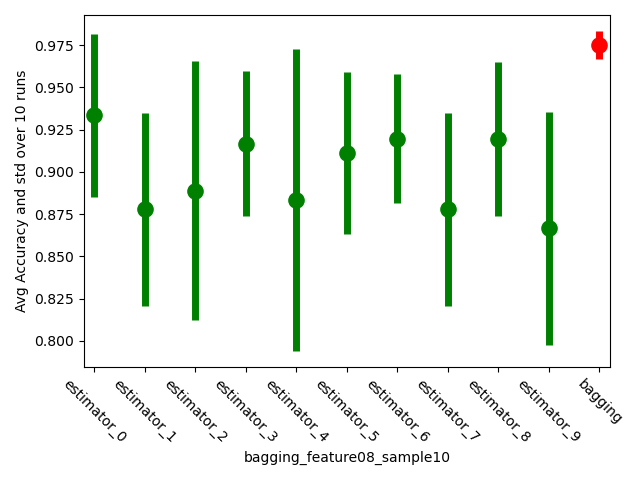 Avg Accuracy and std over 10 runs
0.975
0.950
0.925
0.900
0.875
0.850
0.825
0.800
estimator_0
estimator_1
estimator_2
estimator_3
estimator_4
estimator_5
estimator_6
estimator_7
estimator_8
estimator_9
bagging
bagging_feature08_sample10